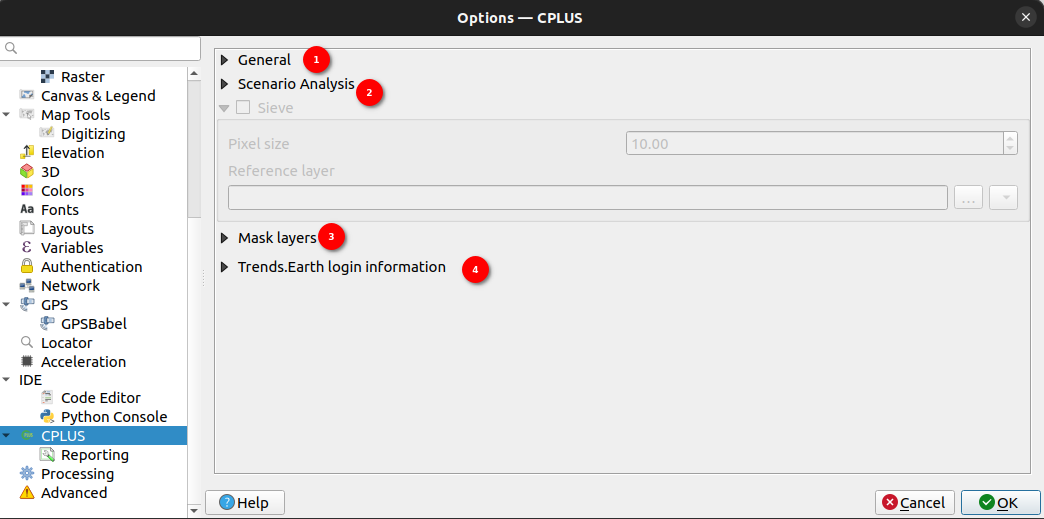 Options — CPLUS
Raster
Canvas & Legend
Map Tools
Digitizing
Elevation
3D
Colors
Aa Fonts
Layouts
ε Variables
Authentication
Network
GPS
GPSBabel
Locator
Acceleration
IDE
Code Editor
Python Console
CPLUS
Reporting
Processing
Advanced
General 1
Scenario Analysis 2
Sieve
Pixel size 10.00
Reference layer
...
Mask layers 3
Trends.Earth login information 4
? Help
Cancel
OK